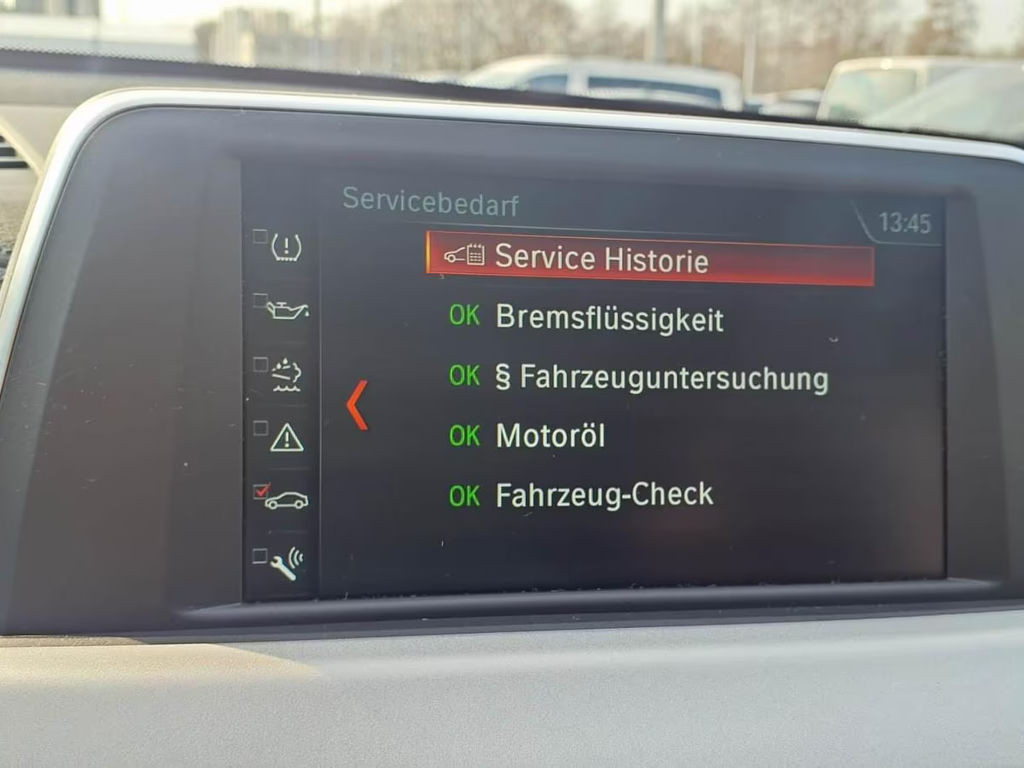 Servicebedarf
13:45
Service Historie
OK Bremsflüssigkeit
OK § Fahrzeuguntersuchung
OK Motoröl
OK Fahrzeug-Check